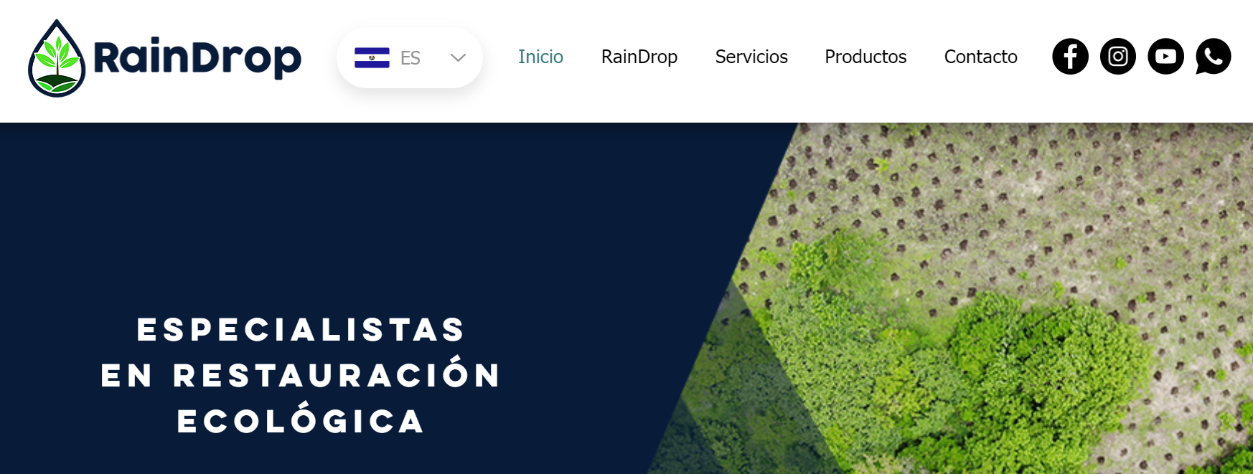 RainDrop
ES
Inicio RainDrop Servicios Productos Contacto
ESPECIALISTAS
EN RESTAURACIÓN
ECOLÓGICA